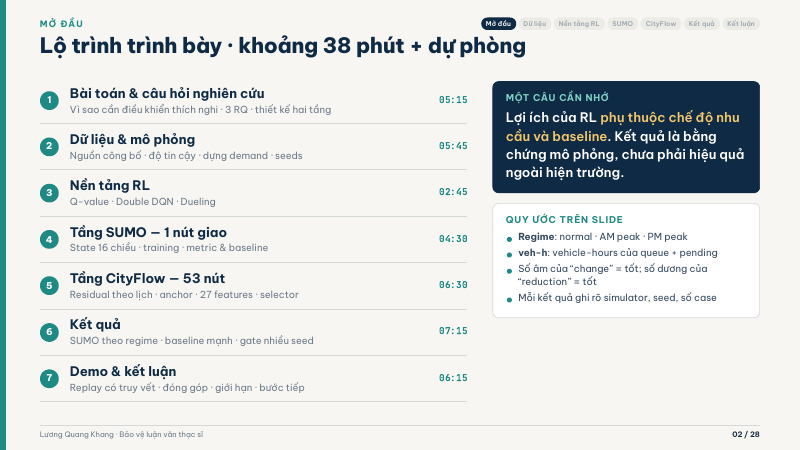 MỞ ĐẦU
Mở đầu Dữ liệu Nền tảng RL SUMO CityFlow Kết quả Kết luận
Lộ trình trình bày · khoảng 38 phút + dự phòng
1 Bài toán & câu hỏi nghiên cứu 05:15
Vì sao cần điều khiển thích nghi · 3 RQ · thiết kế hai tầng
2 Dữ liệu & mô phỏng 05:45
Nguồn công bố · độ tin cậy · dựng demand · seeds
3 Nền tảng RL 02:45
Q-value · Double DQN · Dueling
4 Tầng SUMO — 1 nút giao 04:30
State 16 chiều · training · metric & baseline
5 Tầng CityFlow — 53 nút 06:30
Residual theo lịch · anchor · 27 features · selector
6 Kết quả 07:15
SUMO theo regime · baseline mạnh · gate nhiều seed
7 Demo & kết luận 06:15
Replay có truy vết · đóng góp · giới hạn · bước tiếp
MỘT CÂU CẦN NHỚ
Lợi ích của RL phụ thuộc chế độ nhu
cầu và baseline. Kết quả là bằng
chứng mô phỏng, chưa phải hiệu quả
ngoài hiện trường.
QUY ƯỚC TRÊN SLIDE
Regime: normal · AM peak · PM peak
veh-h: vehicle-hours của queue + pending
Số âm của “change” = tốt; số dương của
“reduction” = tốt
Mỗi kết quả ghi rõ simulator, seed, số case
Lương Quang Khang · Bảo vệ luận văn thạc sĩ
02 / 28